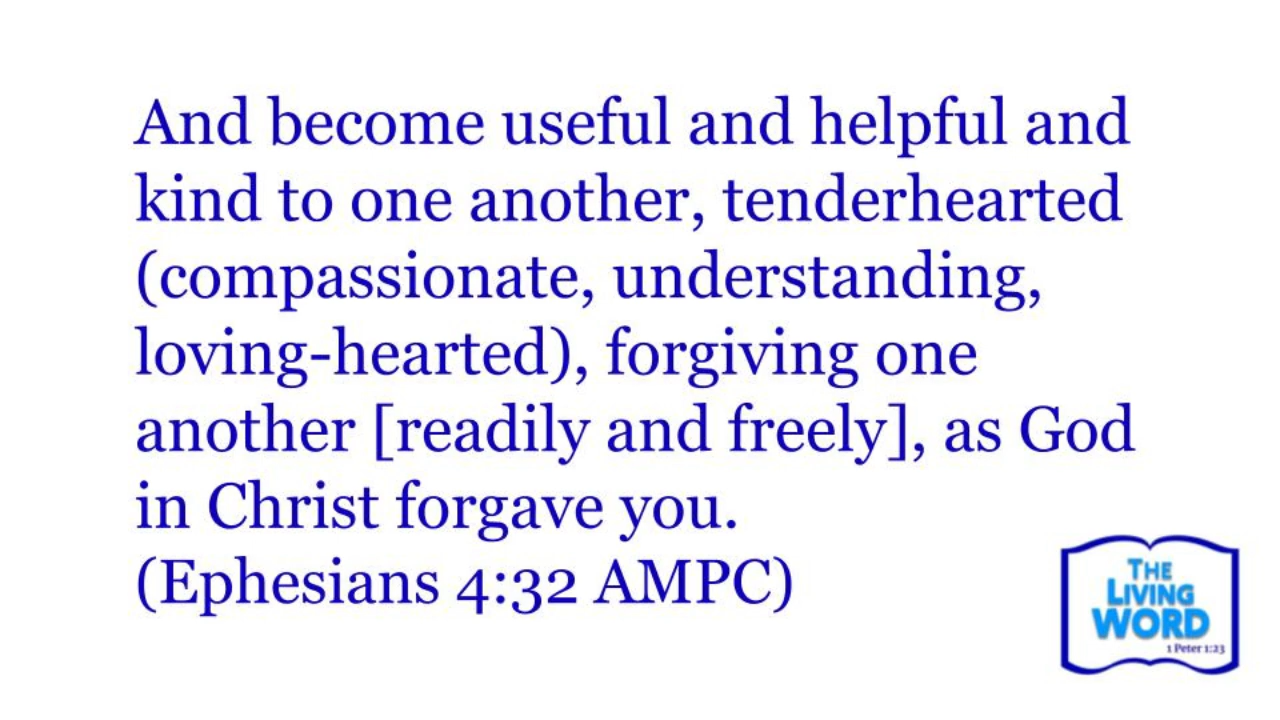 And become useful and helpful and
kind to one another, tenderhearted
(compassionate, understanding,
loving-hearted), forgiving one
another [readily and freely], as God
in Christ forgave you.
(Ephesians 4:32 AMPC)
THE
LIVING
WORD
1 Peter 1:23